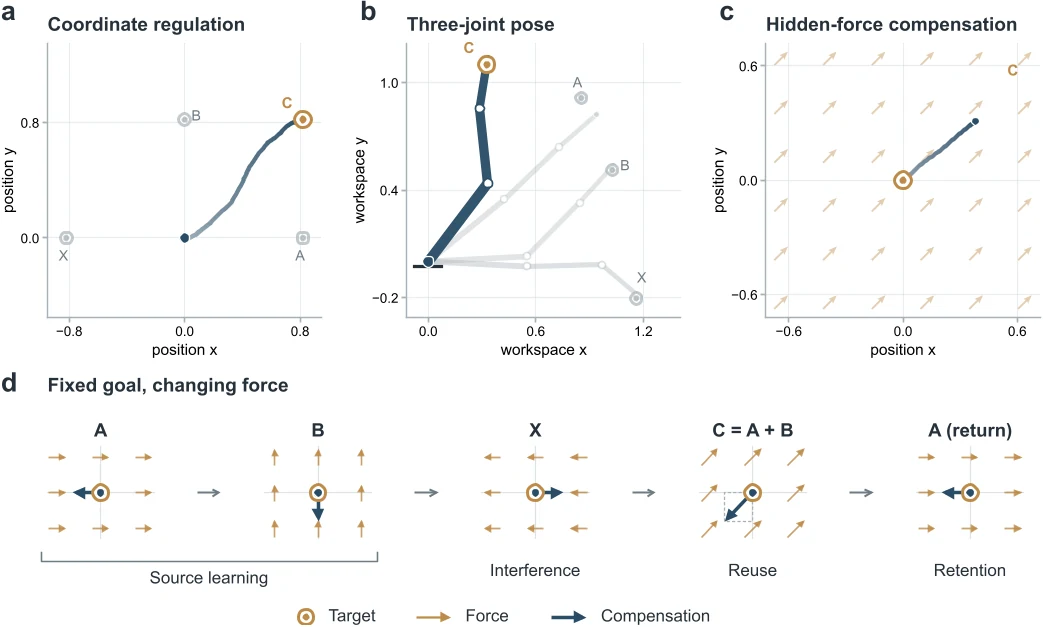 a Coordinate regulation
position y
0.8
0.0
−0.8
0.0
0.8
position x
B
C
X
A
b Three-joint pose
workspace y
1.0
0.4
−0.2
0.0
0.6
1.2
workspace x
C
A
B
X
c Hidden-force compensation
position y
0.6
0.0
−0.6
−0.6
0.0
0.6
position x
C
d Fixed goal, changing force
A
B
X
C = A + B
A (return)
Source learning
Interference
Reuse
Retention
Target
Force
Compensation